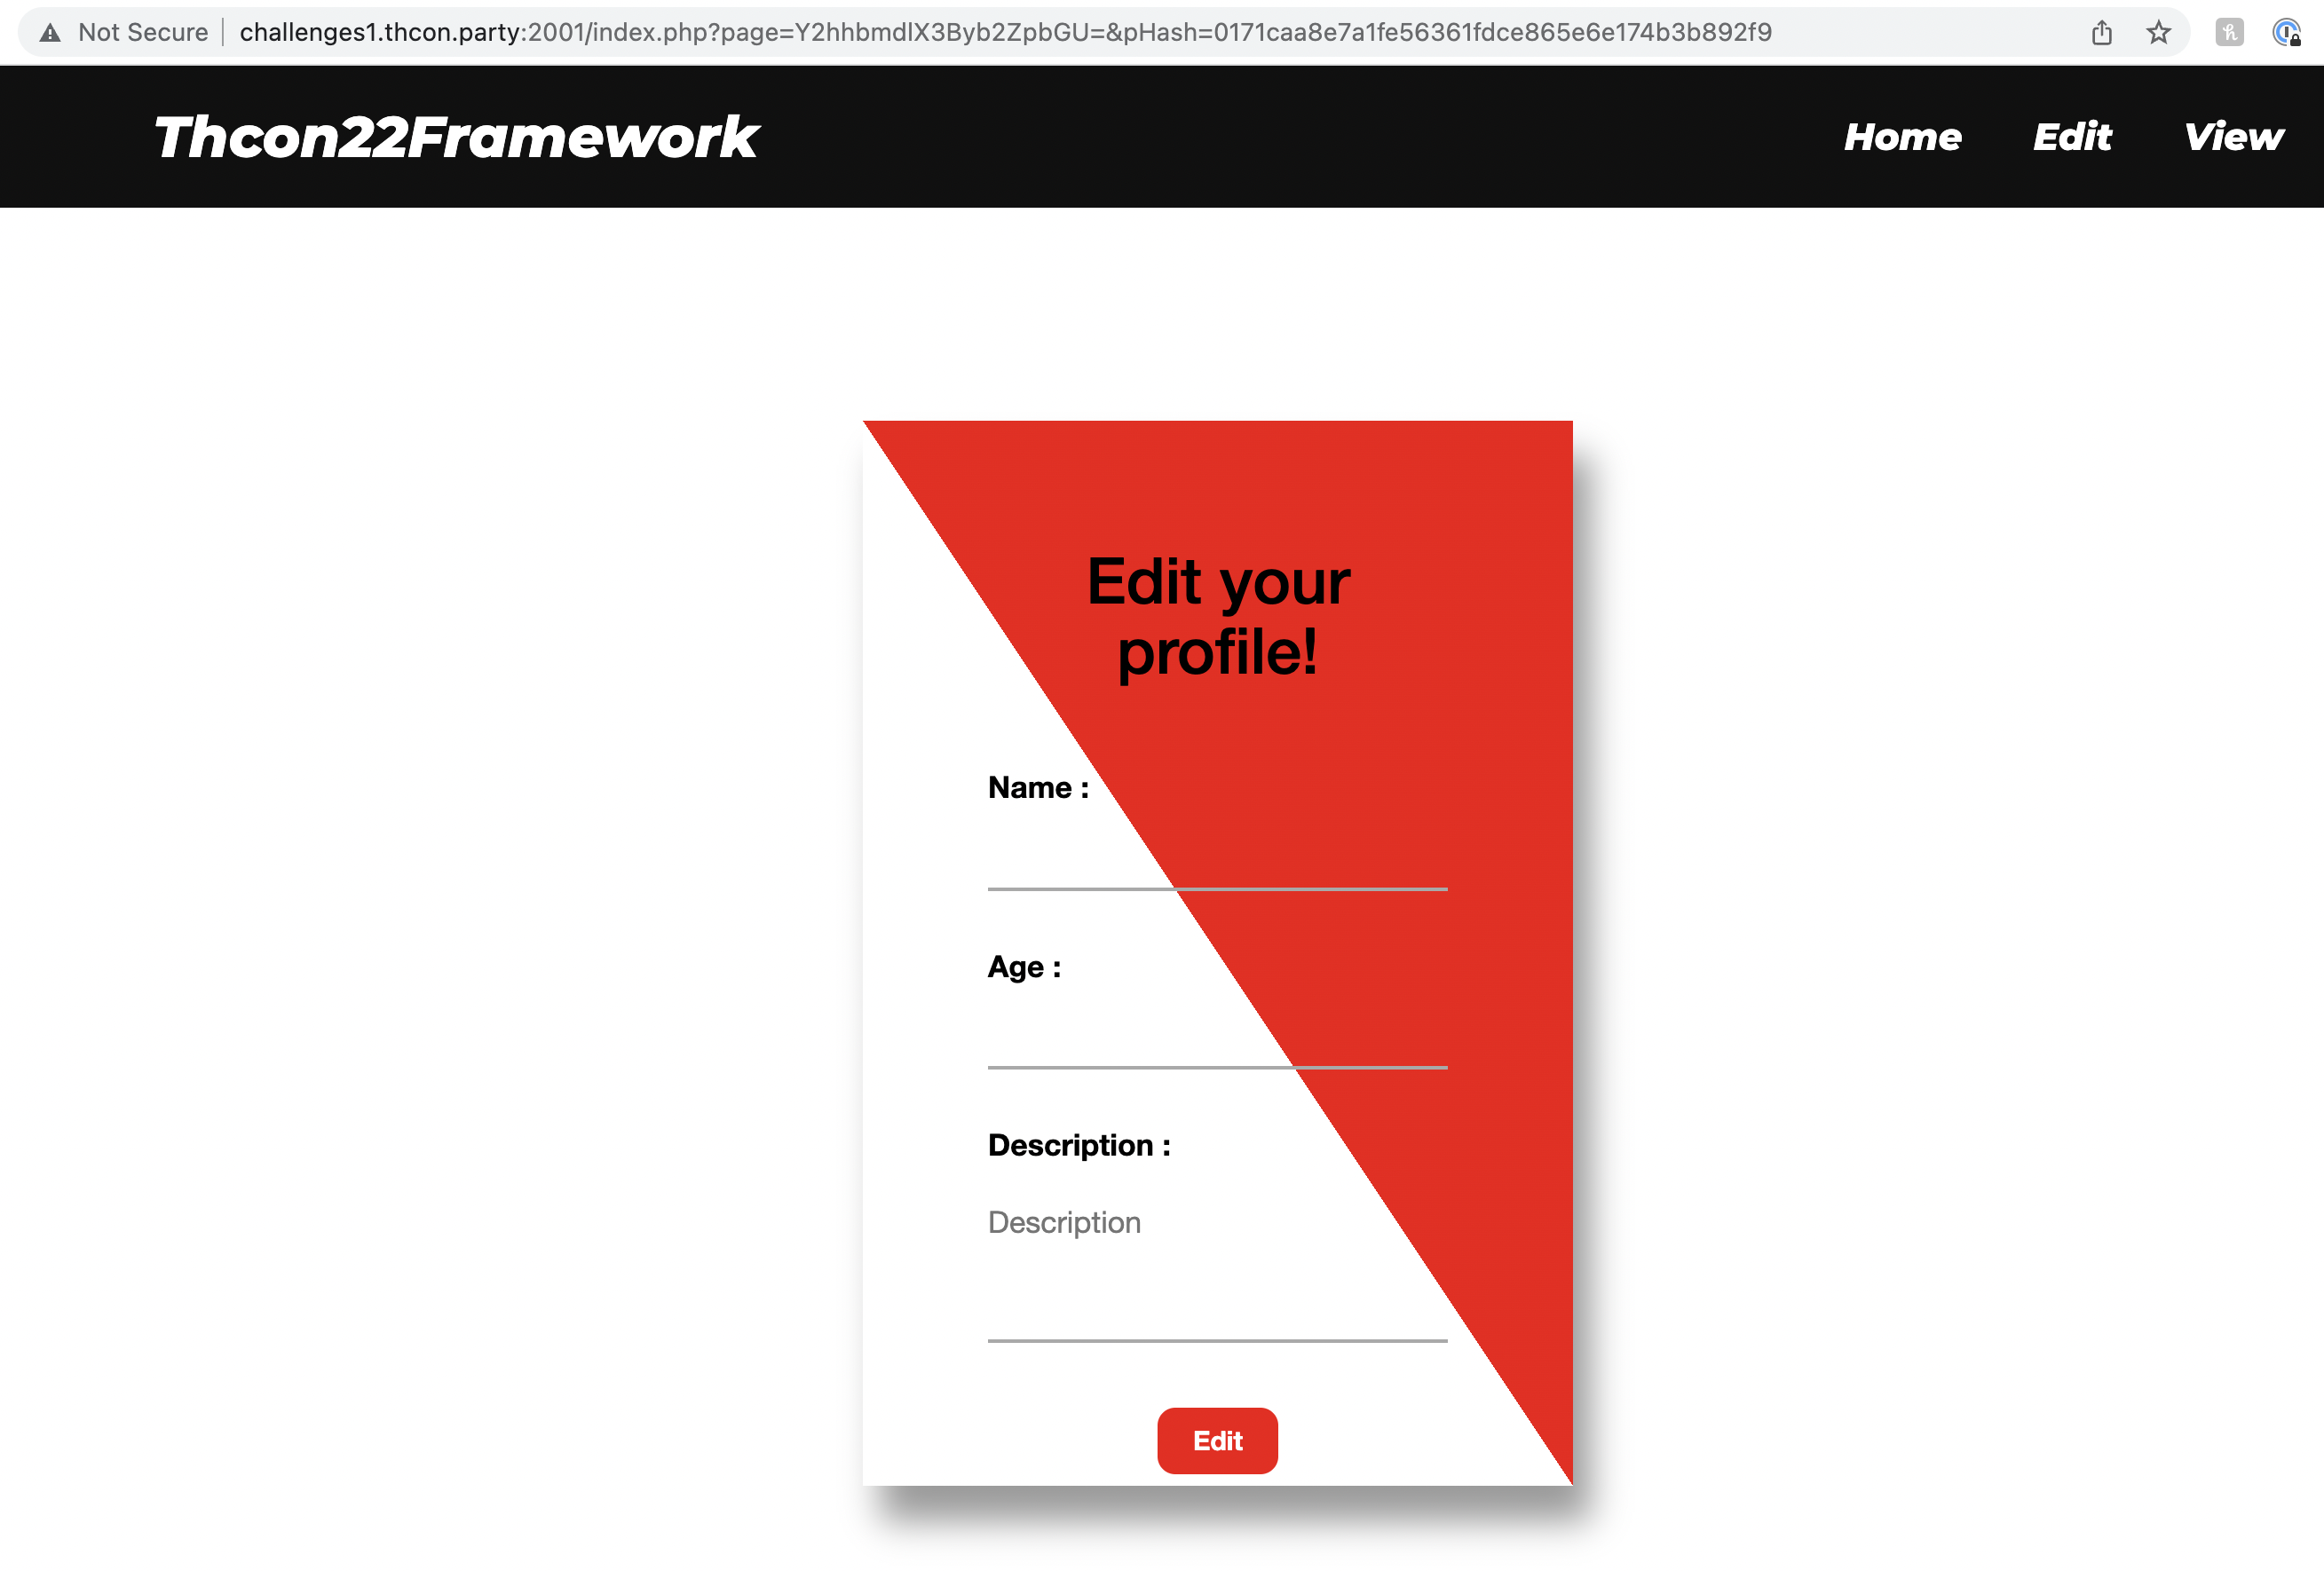 Not Secure challenges1.thcon.party:2001/index.php?page=Y2hhbmdlX3Byb2ZpbGU=&pHash=0171caa8e7a1fe56361fdce865e6e174b3b892f9
Thcon22Framework Home Edit View
Edit your
profile!
Name :
Age :
Description :
Description
Edit